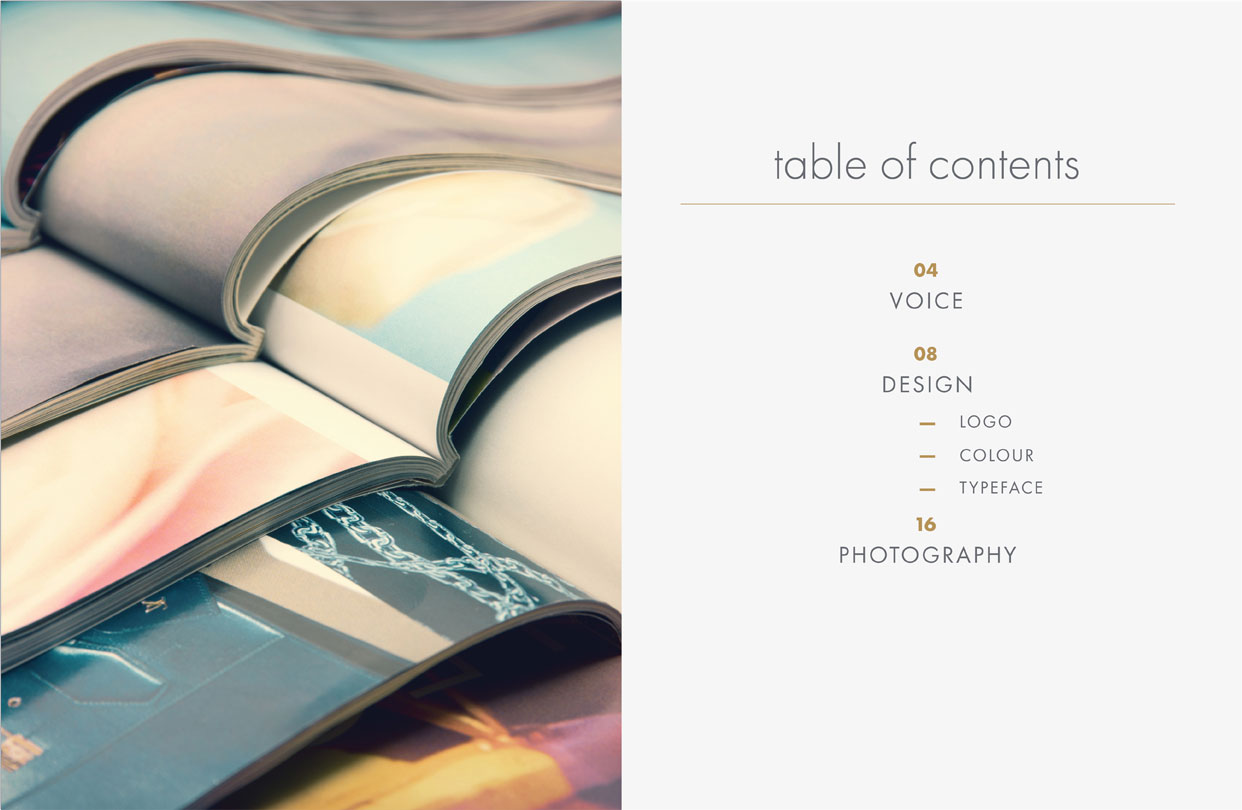 table of contents
04
VOICE
08
DESIGN
— LOGO
— COLOUR
— TYPEFACE
16
PHOTOGRAPHY